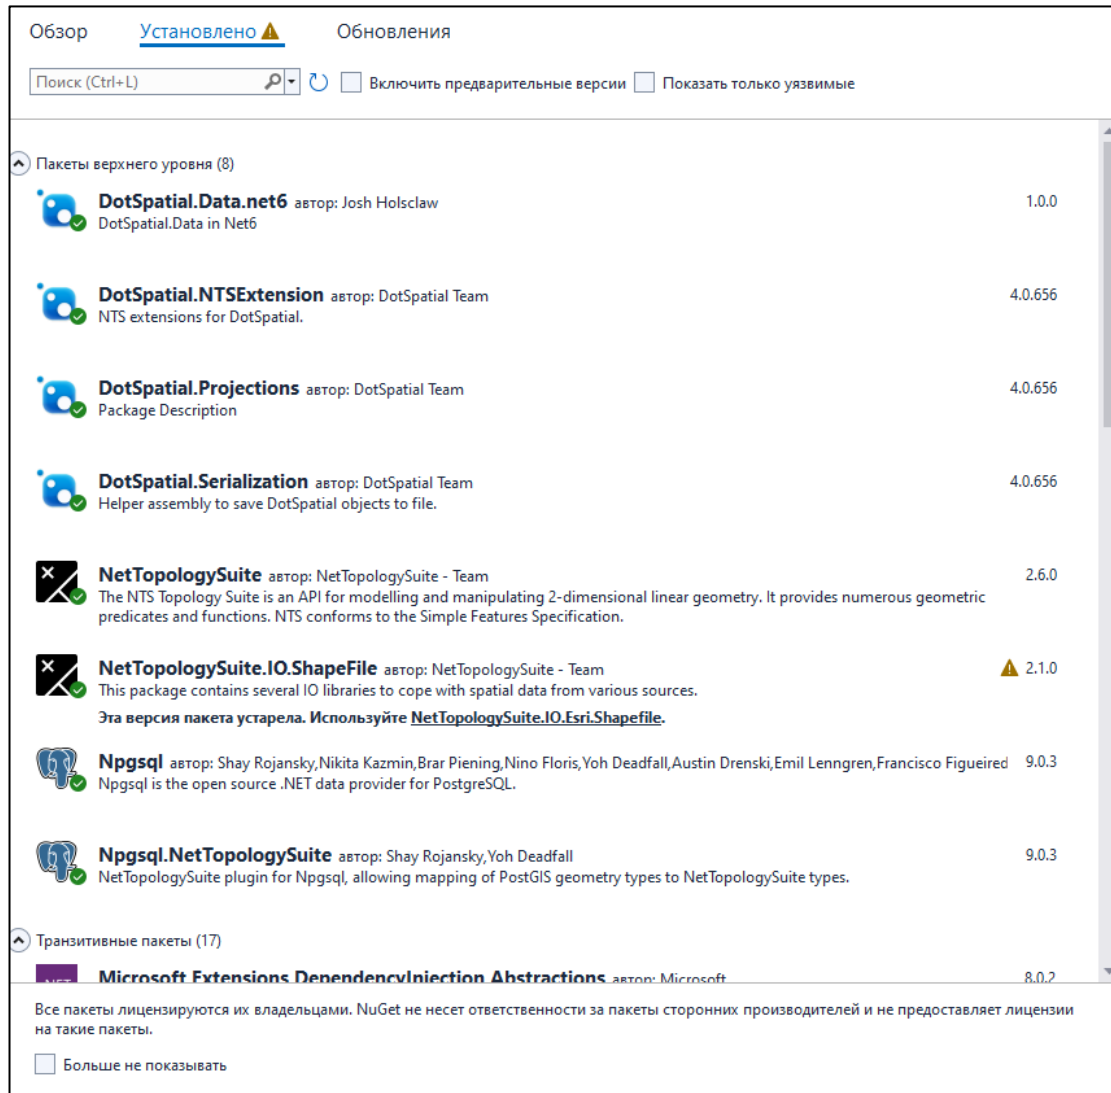 Обзор
Установлено
Обновления
Поиск (Ctrl+L)
Включить предварительные версии
Показать только уязвимые
Пакеты верхнего уровня (8)
DotSpatial.Data.net6 автор: Josh Holsclaw 1.0.0
DotSpatial.Data in Net6
DotSpatial.NTSExtension автор: DotSpatial Team 4.0.656
NTS extensions for DotSpatial.
DotSpatial.Projections автор: DotSpatial Team 4.0.656
Package Description
DotSpatial.Serialization автор: DotSpatial Team 4.0.656
Helper assembly to save DotSpatial objects to file.
NetTopologySuite автор: NetTopologySuite - Team 2.6.0
The NTS Topology Suite is an API for modelling and manipulating 2-dimensional linear geometry. It provides numerous geometric
predicates and functions. NTS conforms to the Simple Features Specification.
NetTopologySuite.IO.ShapeFile автор: NetTopologySuite - Team 2.1.0
This package contains several IO libraries to cope with spatial data from various sources.
Эта версия пакета устарела. Используйте NetTopologySuite.IO.Esri.Shapefile.
Npgsql автор: Shay Rojansky,Nikita Kazmin,Brar Piening,Nino Floris,Yoh Deadfall,Austin Drenski,Emil Lenngren,Francisco Figueired 9.0.3
Npgsql is the open source .NET data provider for PostgreSQL.
Npgsql.NetTopologySuite автор: Shay Rojansky,Yoh Deadfall 9.0.3
NetTopologySuite plugin for Npgsql, allowing mapping of PostGIS geometry types to NetTopologySuite types.
Транзитивные пакеты (17)
Microsoft.Extensions.DependencyInjection.Abstractions автор: Microsoft 8.0.2
Все пакеты лицензируются их владельцами. NuGet не несет ответственности за пакеты сторонних производителей и не предоставляет лицензии
на такие пакеты.
Больше не показывать